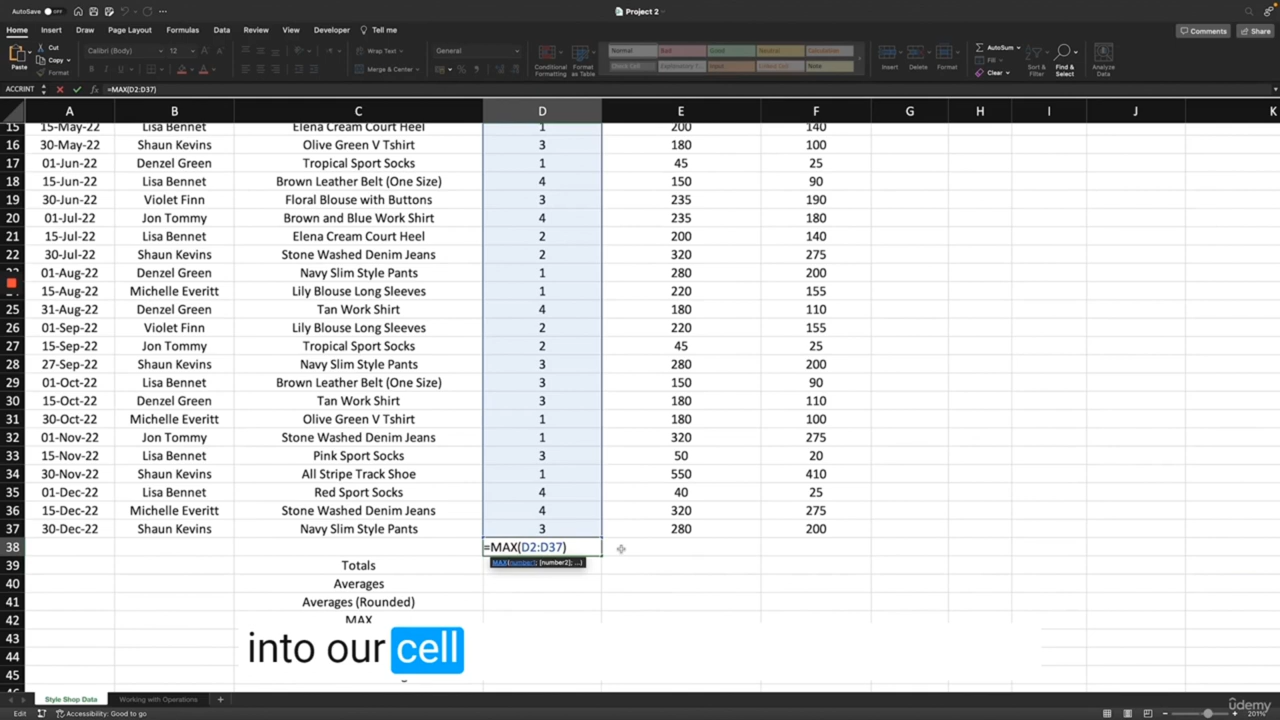 AutoSave OFF
Project 2
Home Insert Draw Page Layout Formulas Data Review View Developer Tell me
Comments Share
Paste
Cut
Copy
Format
Calibri (Body) 12
Wrap Text
Merge & Center
General
Conditional Formatting
Format as Table
Normal Bad Good Neutral Calculation
Check Cell Explanatory T... Input Linked Cell Note
Insert Delete Format
AutoSum
Fill
Clear
Sort & Filter
Find & Select
Analyze Data
ACCRINT =MAX(D2:D37)
A B C D E F G H I J K
15 15-May-22 Lisa Bennet Elena Cream Court Heel 1 200 140
16 30-May-22 Shaun Kevins Olive Green V Tshirt 3 180 100
17 01-Jun-22 Denzel Green Tropical Sport Socks 1 45 25
18 15-Jun-22 Lisa Bennet Brown Leather Belt (One Size) 4 150 90
19 30-Jun-22 Violet Finn Floral Blouse with Buttons 3 235 190
20 01-Jul-22 Jon Tommy Brown and Blue Work Shirt 4 235 180
21 15-Jul-22 Lisa Bennet Elena Cream Court Heel 2 200 140
22 30-Jul-22 Shaun Kevins Stone Washed Denim Jeans 2 320 275
01-Aug-22 Denzel Green Navy Slim Style Pants 1 280 200
15-Aug-22 Michelle Everitt Lily Blouse Long Sleeves 1 220 155
25 31-Aug-22 Denzel Green Tan Work Shirt 4 180 110
26 01-Sep-22 Violet Finn Lily Blouse Long Sleeves 2 220 155
27 15-Sep-22 Jon Tommy Tropical Sport Socks 2 45 25
28 27-Sep-22 Shaun Kevins Navy Slim Style Pants 3 280 200
29 01-Oct-22 Lisa Bennet Brown Leather Belt (One Size) 3 150 90
30 15-Oct-22 Denzel Green Tan Work Shirt 3 180 110
31 30-Oct-22 Michelle Everitt Olive Green V Tshirt 1 180 100
32 01-Nov-22 Jon Tommy Stone Washed Denim Jeans 1 320 275
33 15-Nov-22 Lisa Bennet Pink Sport Socks 3 50 20
34 30-Nov-22 Shaun Kevins All Stripe Track Shoe 1 550 410
35 01-Dec-22 Lisa Bennet Red Sport Socks 4 40 25
36 15-Dec-22 Michelle Everitt Stone Washed Denim Jeans 4 320 275
37 30-Dec-22 Shaun Kevins Navy Slim Style Pants 3 280 200
38 =MAX(D2:D37)
MAX(number1; [number2]; ...)
39 Totals
40 Averages
41 Averages (Rounded)
42 MAX
43
44
45
into our cell
Style Shop Data Working with Operations +
Edit Accessibility: Good to go
201%
udemy